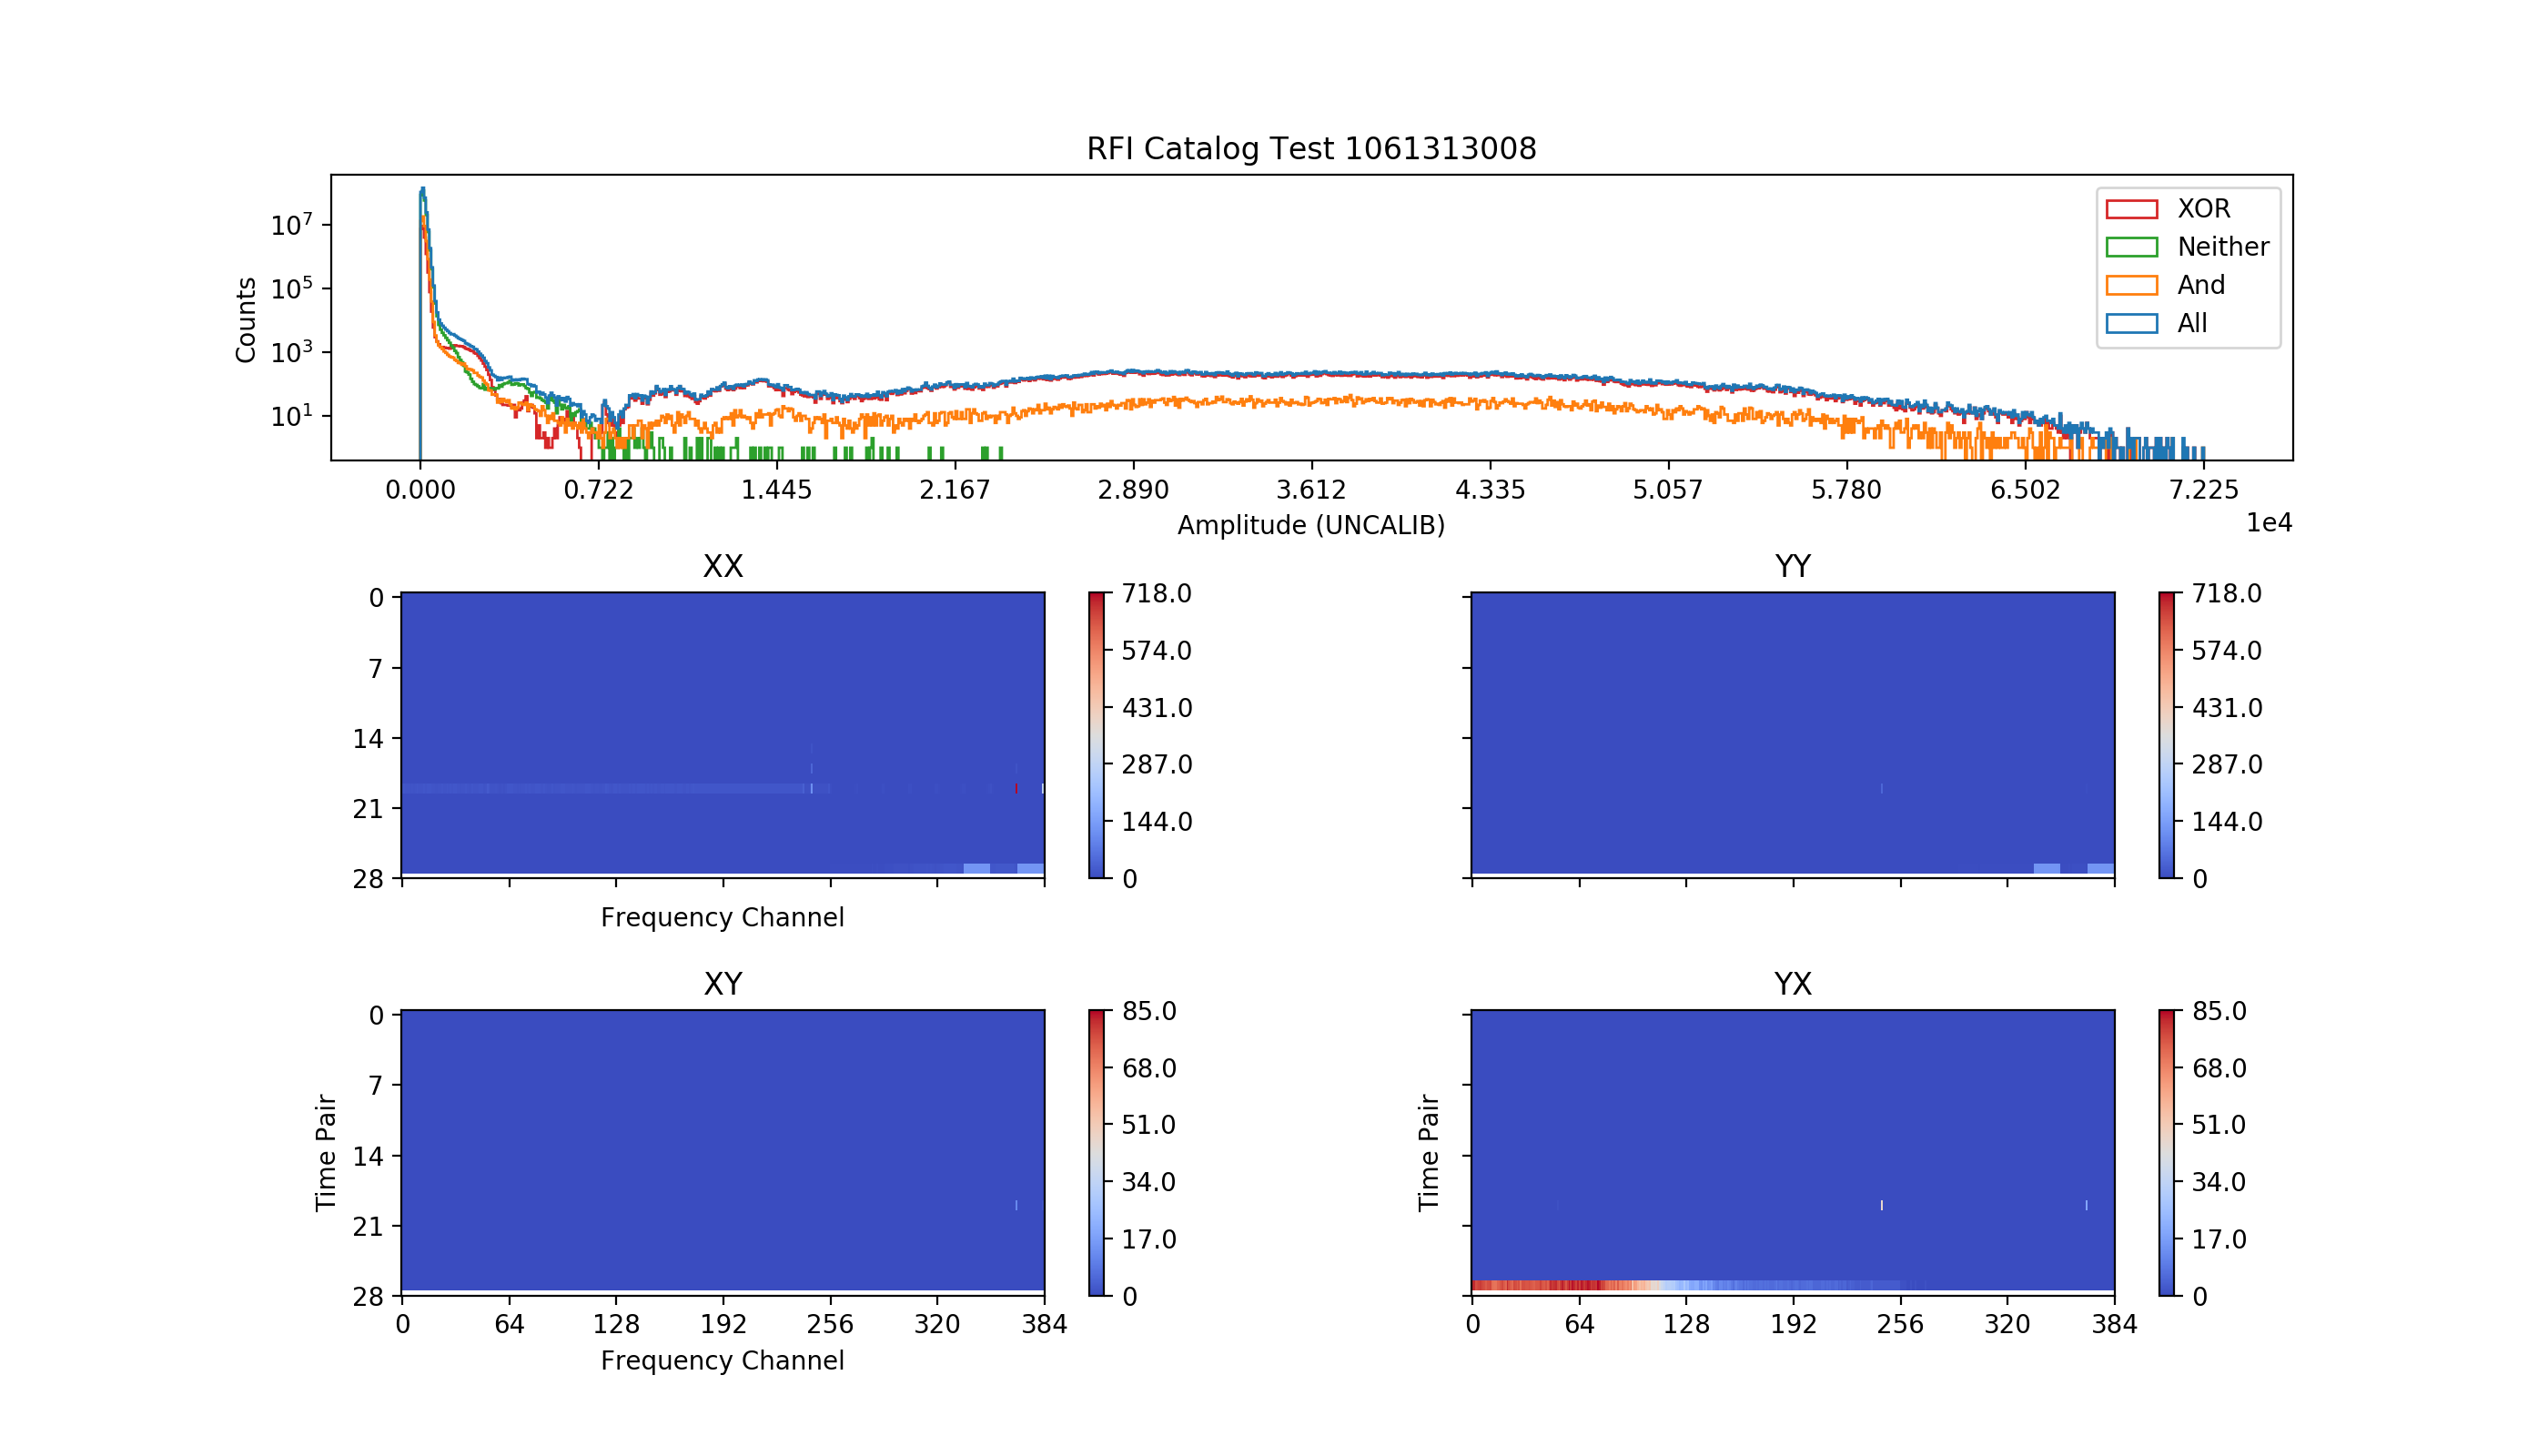 RFI Catalog Test 1061313008
Counts
10^7
10^5
10^3
10^1
XOR
Neither
And
All
0.000 0.722 1.445 2.167 2.890 3.612 4.335 5.057 5.780 6.502 7.225
Amplitude (UNCALIB)
1e4
XX
0
7
14
21
28
718.0
574.0
431.0
287.0
144.0
0
Frequency Channel
YY
718.0
574.0
431.0
287.0
144.0
0
XY
Time Pair
0
7
14
21
28
85.0
68.0
51.0
34.0
17.0
0
0 64 128 192 256 320 384
Frequency Channel
YX
Time Pair
85.0
68.0
51.0
34.0
17.0
0
0 64 128 192 256 320 384